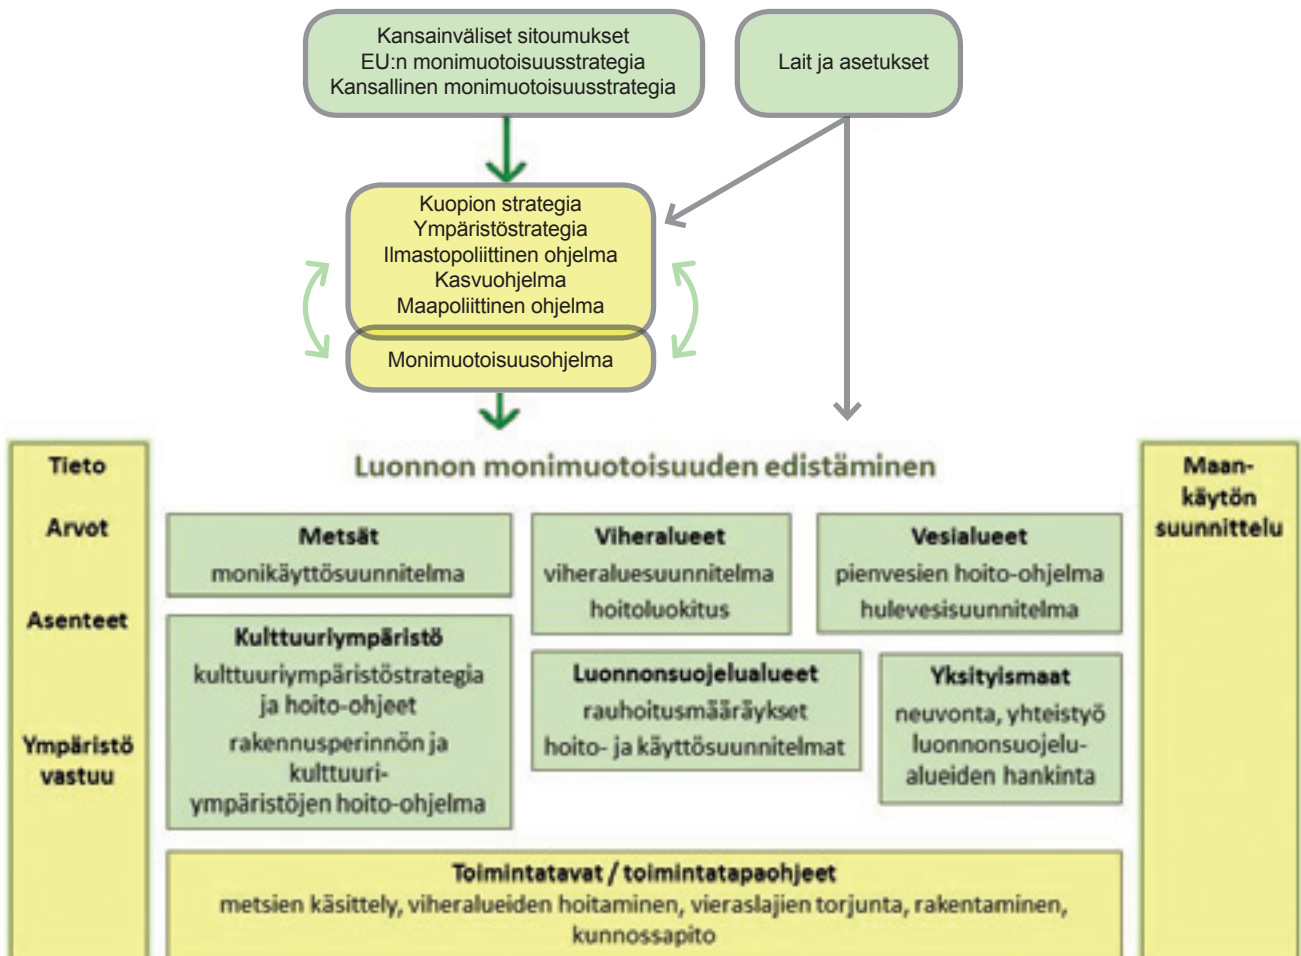 Kansainväliset sitoumukset
EU:n monimuotoisuusstrategia
Kansallinen monimuotoisuusstrategia
Lait ja asetukset
Kuopion strategia
Ympäristöstrategia
Ilmastopoliittinen ohjelma
Kasvuohjelma
Maapoliittinen ohjelma
Monimuotoisuusohjelma
Luonnon monimuotoisuuden edistäminen
Tieto
Arvot
Asenteet
Ympäristö
vastuu
Metsät
monikäyttösuunnitelma
Viheralueet
viheraluesuunnitelma
hoitoluokitus
Vesialueet
pienvesien hoito-ohjelma
hulevesisuunnitelma
Kulttuuriympäristö
kulttuuriympäristöstrategia
ja hoito-ohjeet
rakennusperinnön ja
kulttuuri-
ympäristöjen hoito-ohjelma
Luonnonsuojelualueet
rauhoitusmääräykset
hoito- ja käyttösuunnitelmat
Yksityismaat
neuvonta, yhteistyö
luonnonsuojelu-
alueiden hankinta
Maan-
käytön
suunnittelu
Toimintatavat / toimintatapaohjeet
metsien käsittely, viheralueiden hoitaminen, vieraslajien torjunta, rakentaminen,
kunnossapito